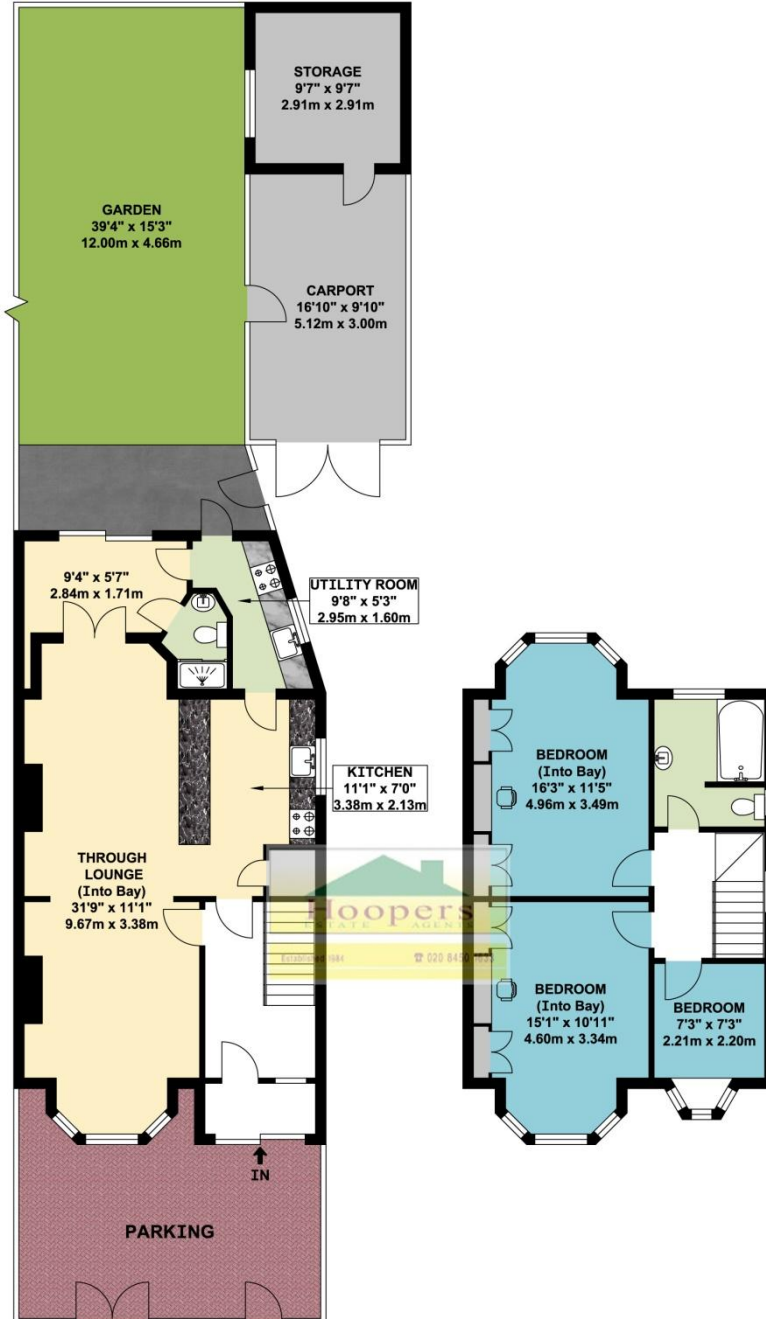 STORAGE
9'7" x 9'7"
2.91m x 2.91m
GARDEN
39'4" x 15'3"
12.00m x 4.66m
CARPORT
16'10" x 9'10"
5.12m x 3.00m
9'4" x 5'7"
2.84m x 1.71m
UTILITY ROOM
9'8" x 5'3"
2.95m x 1.60m
KITCHEN
11'1" x 7'0"
3.38m x 2.13m
THROUGH
LOUNGE
(Into Bay)
31'9" x 11'1"
9.67m x 3.38m
BEDROOM
(Into Bay)
16'3" x 11'5"
4.96m x 3.49m
Hoopers
ESTATE AGENTS
Established 1984
BEDROOM
(Into Bay)
15'1" x 10'11"
4.60m x 3.34m
BEDROOM
7'3" x 7'3"
2.21m x 2.20m
IN
PARKING